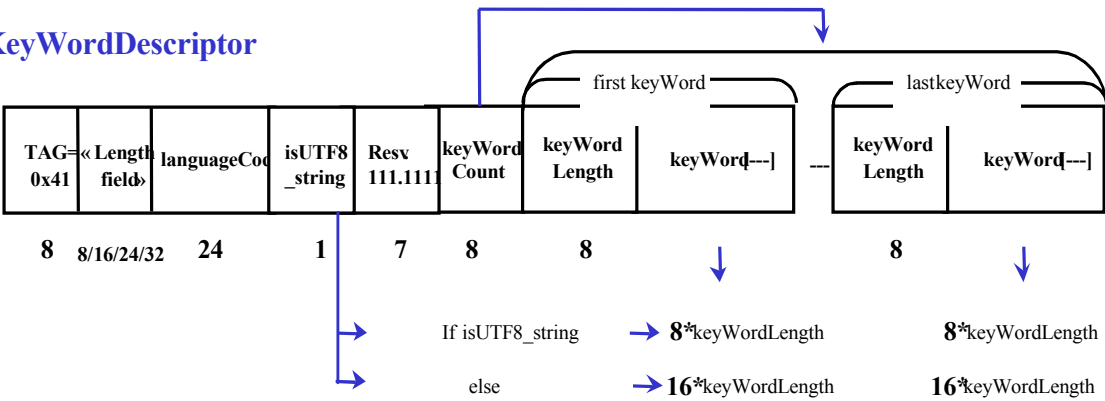 KeyWordDescriptor
first keyWord
lastkeyWord
TAG= « Length languageCod isUTF8 Resv keyWord keyWord keyWord[---] --- keyWord keyWord[---]
0x41 field» _string 111.1111 Count Length Length
8 8/16/24/32 24 1 7 8 8 8
If isUTF8_string 8*keyWordLength 8*keyWordLength
else 16*keyWordLength 16*keyWordLength